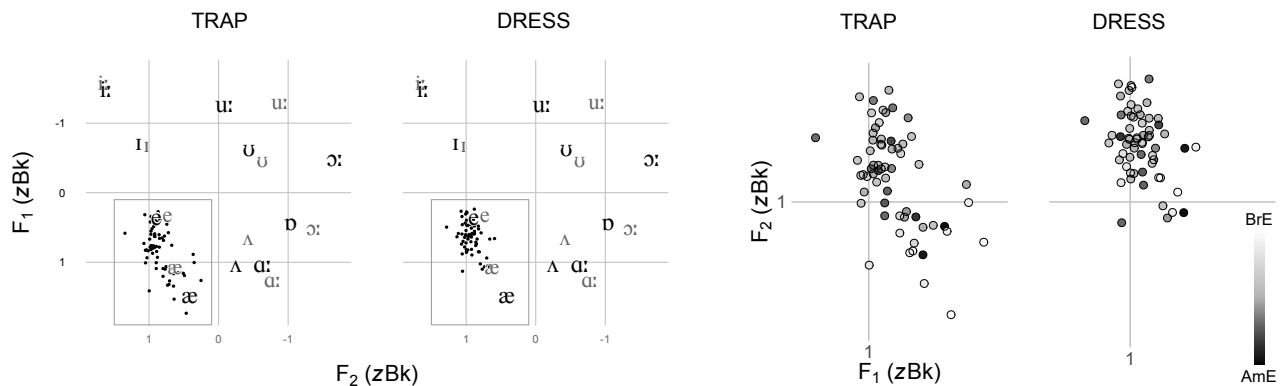 TRAP DRESS TRAP DRESS
iː iː iː iː
uː uː uː uː
-1
ɪ ɪ ɪ ɪ
ʊ ʊ ʊ ʊ
ɔː ɔː
F1 (zBk)
0
e e e e
ɒ ɔː ɒ ɔː
F2 (zBk)
1
ʌ ʌ
BrE
1
æ ʌ ɑː æ ʌ ɑː
ɑː ɑː
æ æ
1 0 -1 1 0 -1
1 1
AmE
F2 (zBk)
F1 (zBk)